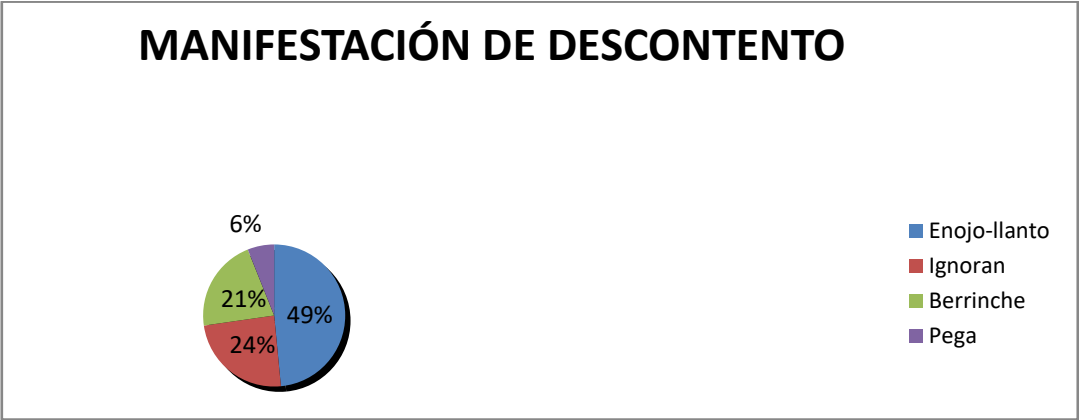 MANIFESTACIÓN DE DESCONTENTO
6%
21%
49%
24%
Enojo-llanto
Ignoran
Berrinche
Pega